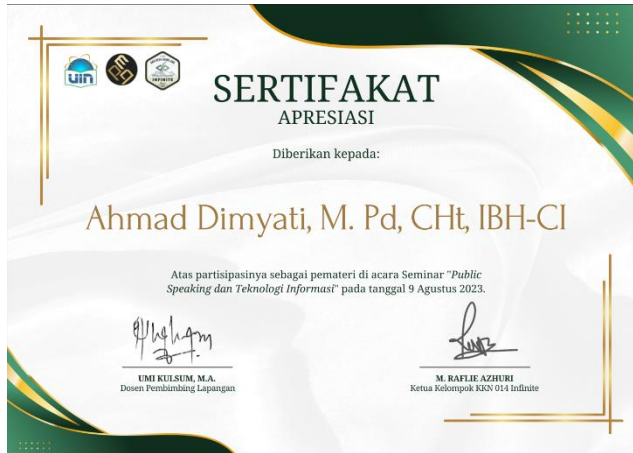 uin
INFINITE
SERTIFAKAT
APRESIASI
Diberikan kepada:
Ahmad Dimyati, M. Pd, CHt, IBH-CI
Atas partisipasinya sebagai pemateri di acara Seminar "Public
Speaking dan Teknologi Informasi" pada tanggal 9 Agustus 2023.
UMI KULSUM, M.A.
Dosen Pembimbing Lapangan
M. RAFLIE AZHURI
Ketua Kelompok KKN 014 Infinite